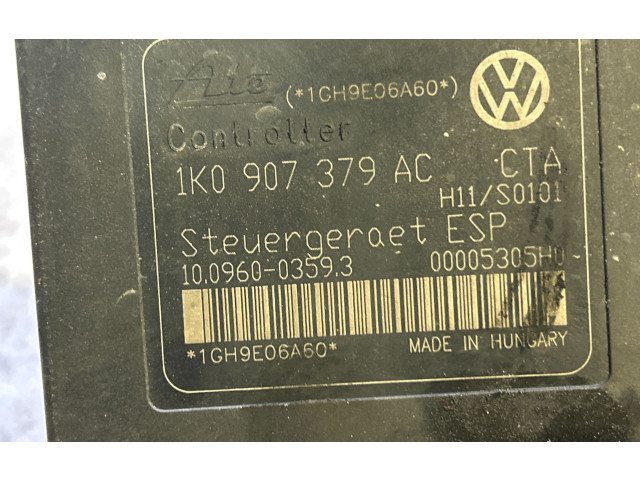 Ate (*1GH9E06A60*)
Controller
1K0 907 379 AC CTA
H11/S0101
Steuergeraet ESP
10.0960-0359.3 00005305H0
*1GH9E06A60* MADE IN HUNGARY